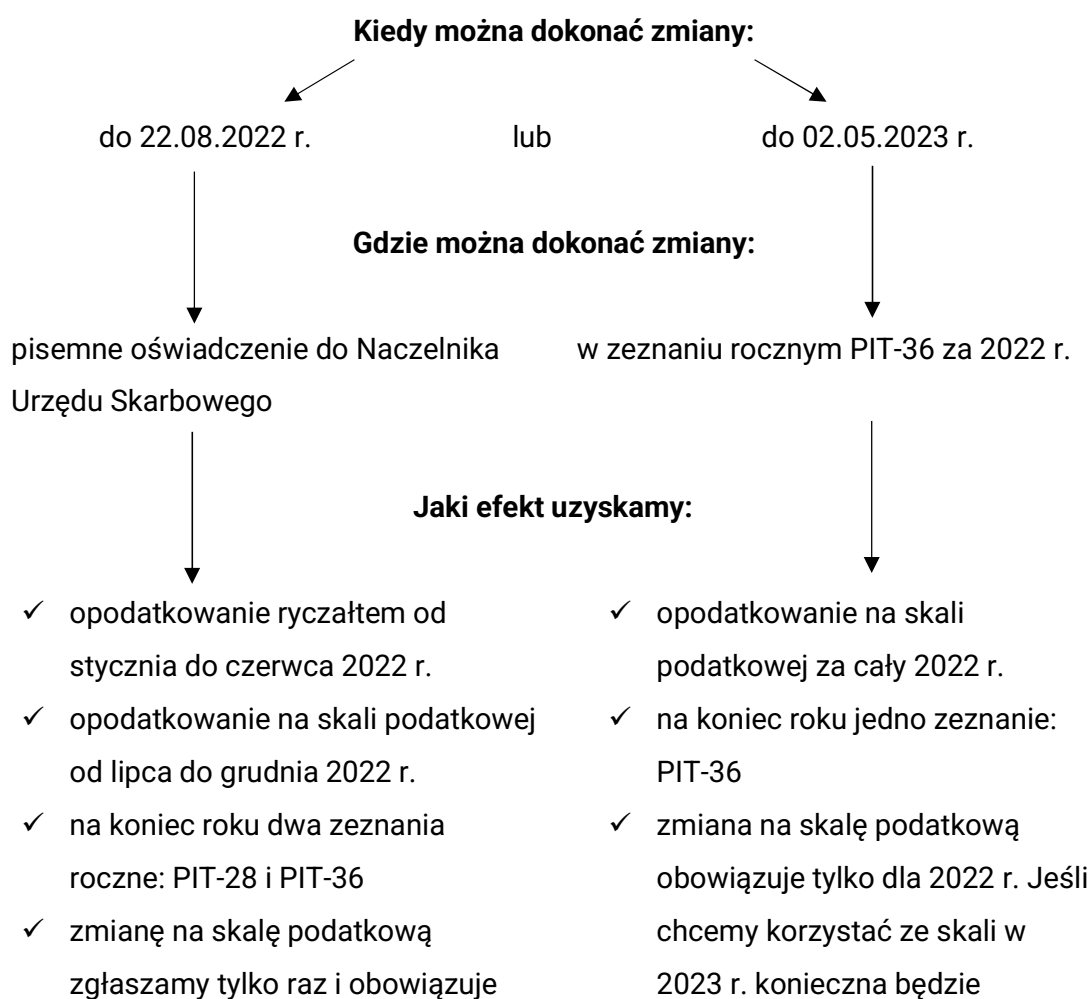 Kiedy można dokonać zmiany:
do 22.08.2022 r. lub do 02.05.2023 r.
Gdzie można dokonać zmiany:
pisemne oświadczenie do Naczelnika
Urzędu Skarbowego
w zeznaniu rocznym PIT-36 za 2022 r.
Jaki efekt uzyskamy:
✓ opodatkowanie ryczałtem od
stycznia do czerwca 2022 r.
✓ opodatkowanie na skali podatkowej
od lipca do grudnia 2022 r.
✓ na koniec roku dwa zeznania
roczne: PIT-28 i PIT-36
✓ zmianę na skalę podatkową
zgłaszamy tylko raz i obowiązuje
✓ opodatkowanie na skali
podatkowej za cały 2022 r.
✓ na koniec roku jedno zeznanie:
PIT-36
✓ zmiana na skalę podatkową
obowiązuje tylko dla 2022 r. Jeśli
chcemy korzystać ze skali w
2023 r. konieczna będzie